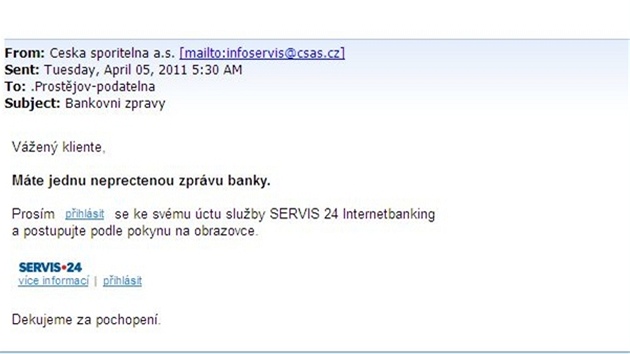 From: Ceska sporitelna a.s. [mailto:infoservis@csas.cz]
Sent: Tuesday, April 05, 2011 5:30 AM
To: .Prostějov-podatelna
Subject: Bankovni zpravy
Vážený kliente,
Máte jednu neprectenou zprávu banky.
Prosím přihlásit se ke svému úctu služby SERVIS 24 Internetbanking
a postupujte podle pokynu na obrazovce.
SERVIS•24
více informací | přihlásit
Dekujeme za pochopení.